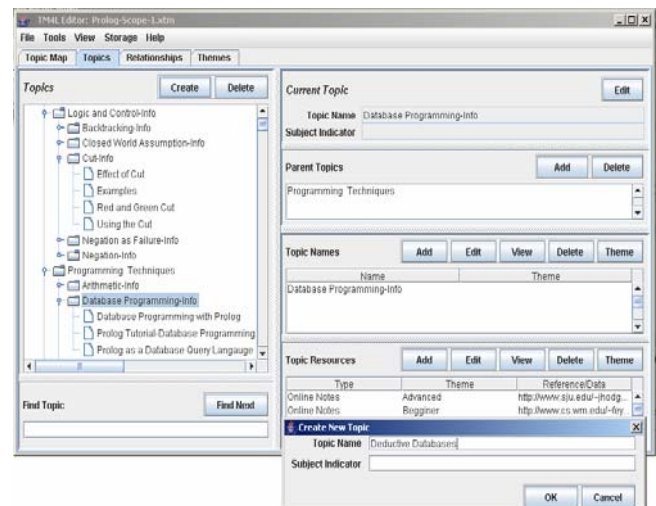 TM4L Editor: Prolog-Scope-1.xtm
File Tools View Storage Help
Topic Map Topics Relationships Themes
Topics Create Delete
Logic and Control-Info
Backtracking-Info
Closed World Assumption-Info
Cut-Info
Effect of Cut
Examples
Red and Green Cut
Using the Cut
Negation as Failure-Info
Negation-Info
Programming Techniques
Arithmetic-Info
Database Programming-Info
Database Programming with Prolog
Prolog Tutorial-Database Programming
Prolog as a Database Query Langauge
Find Topic: Find Next
Current Topic Edit
Topic Name Database Programming-Info
Subject Indicator
Parent Topics Add Delete
Programming Techniques
Topic Names Add Edit View Delete Theme
Name Theme
Database Programming-Info
Topic Resources Add Edit View Delete Theme
Type Theme Reference/Data
Online Notes Advanced http://www.sju.edu/~jhodg...
Online Notes Begginer http://www.cs.wm.edu/~fey...
Create New Topic
Topic Name Deductive Databases
Subject Indicator
OK Cancel